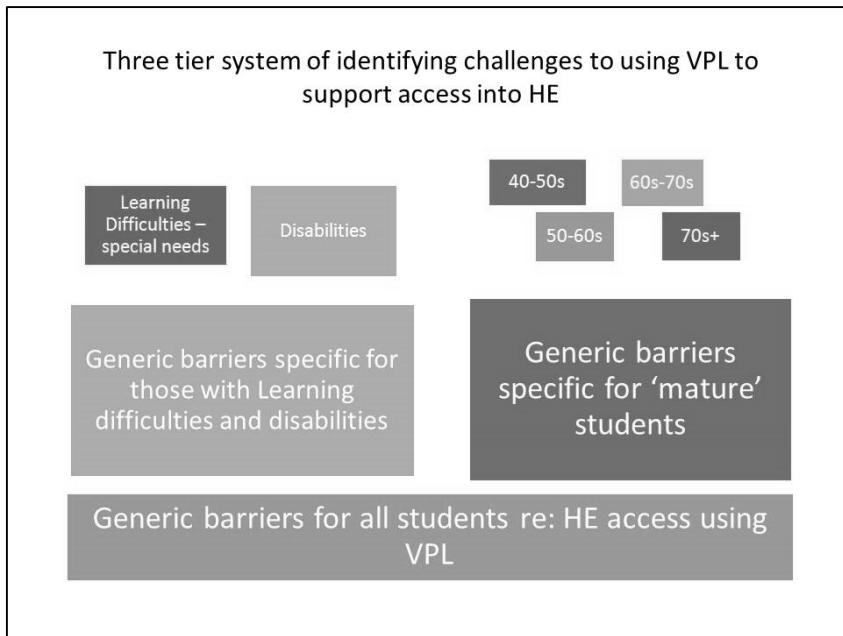 Three tier system of identifying challenges to using VPL to
support access into HE
Learning
Difficulties –
special needs
Disabilities
40-50s
60s-70s
50-60s
70s+
Generic barriers specific for
those with Learning
difficulties and disabilities
Generic barriers
specific for ‘mature’
students
Generic barriers for all students re: HE access using
VPL